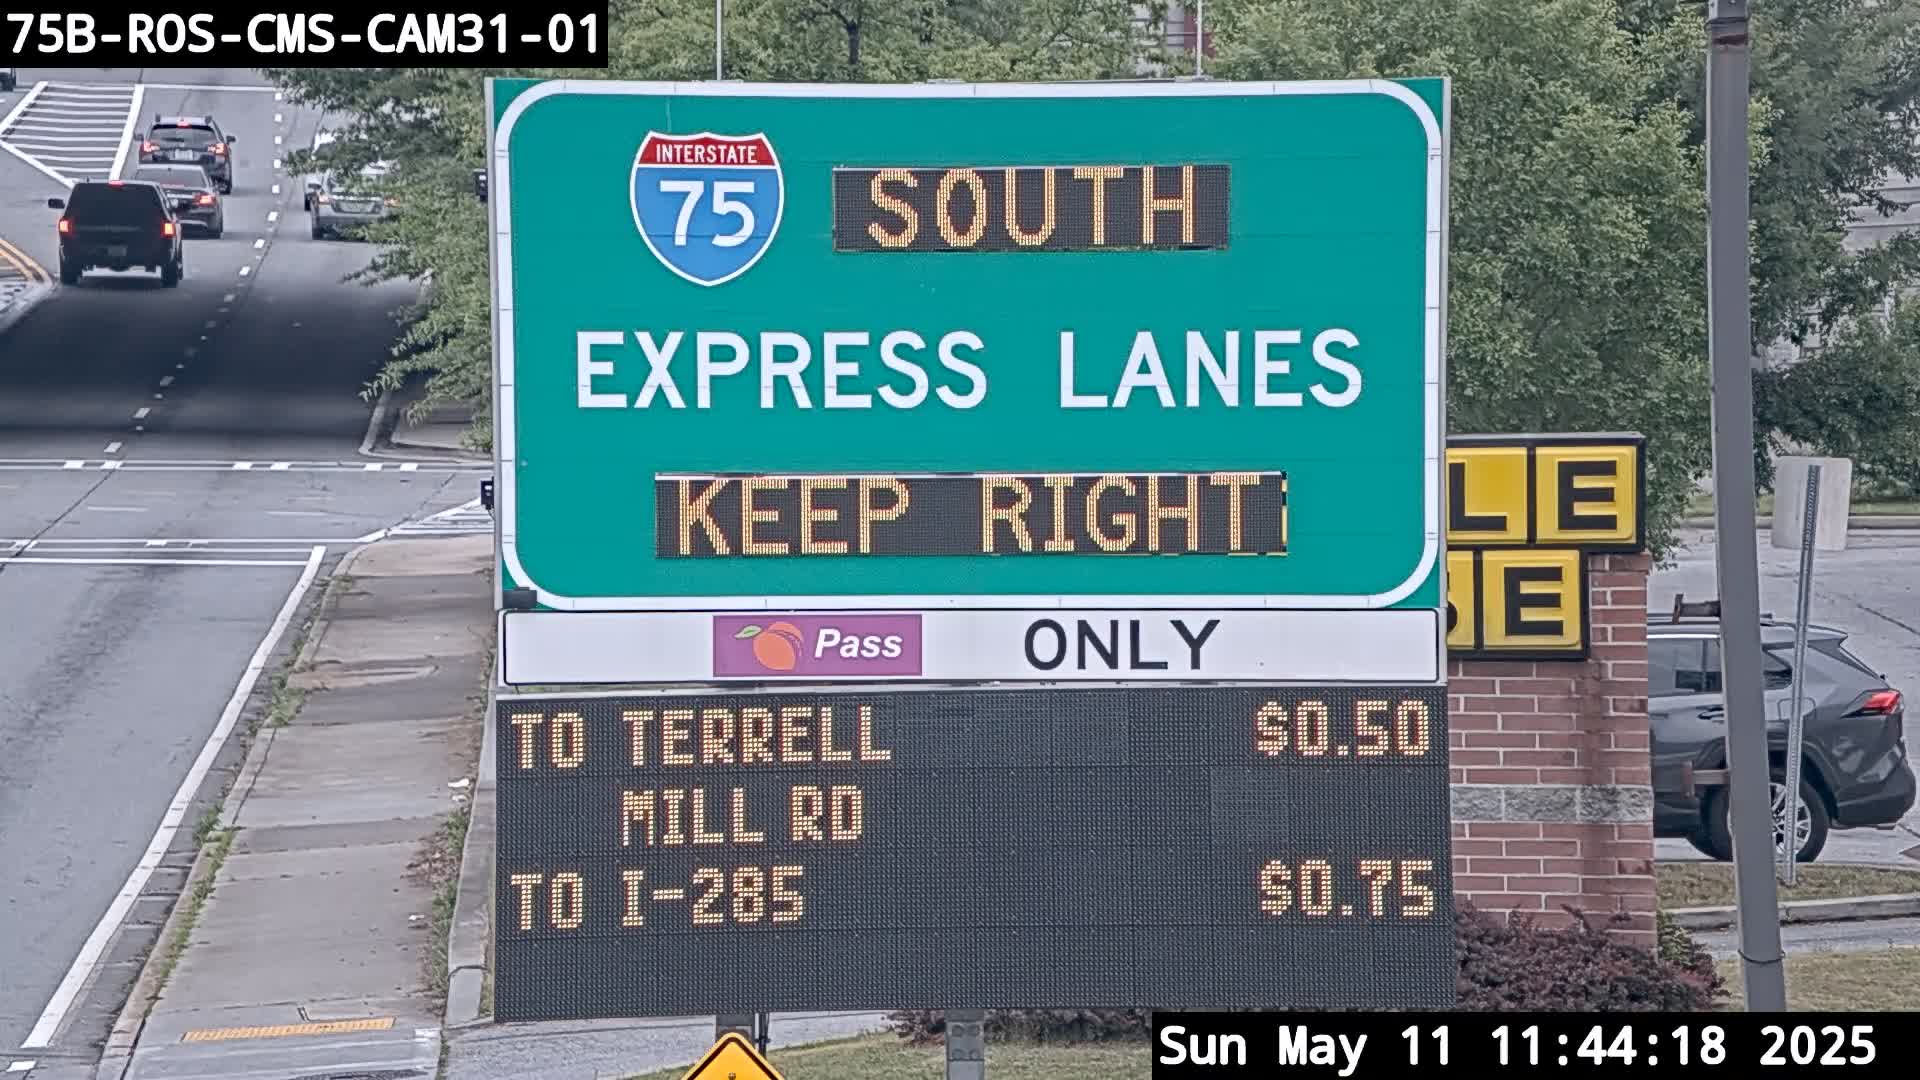 75B-ROS-CMS-CAM31-01
INTERSTATE
75
SOUTH
EXPRESS LANES
KEEP RIGHT
Pass ONLY
TO TERRELL $0.50
MILL RD
TO I-285 $0.75
LE
E
Sun May 11 11:44:18 2025